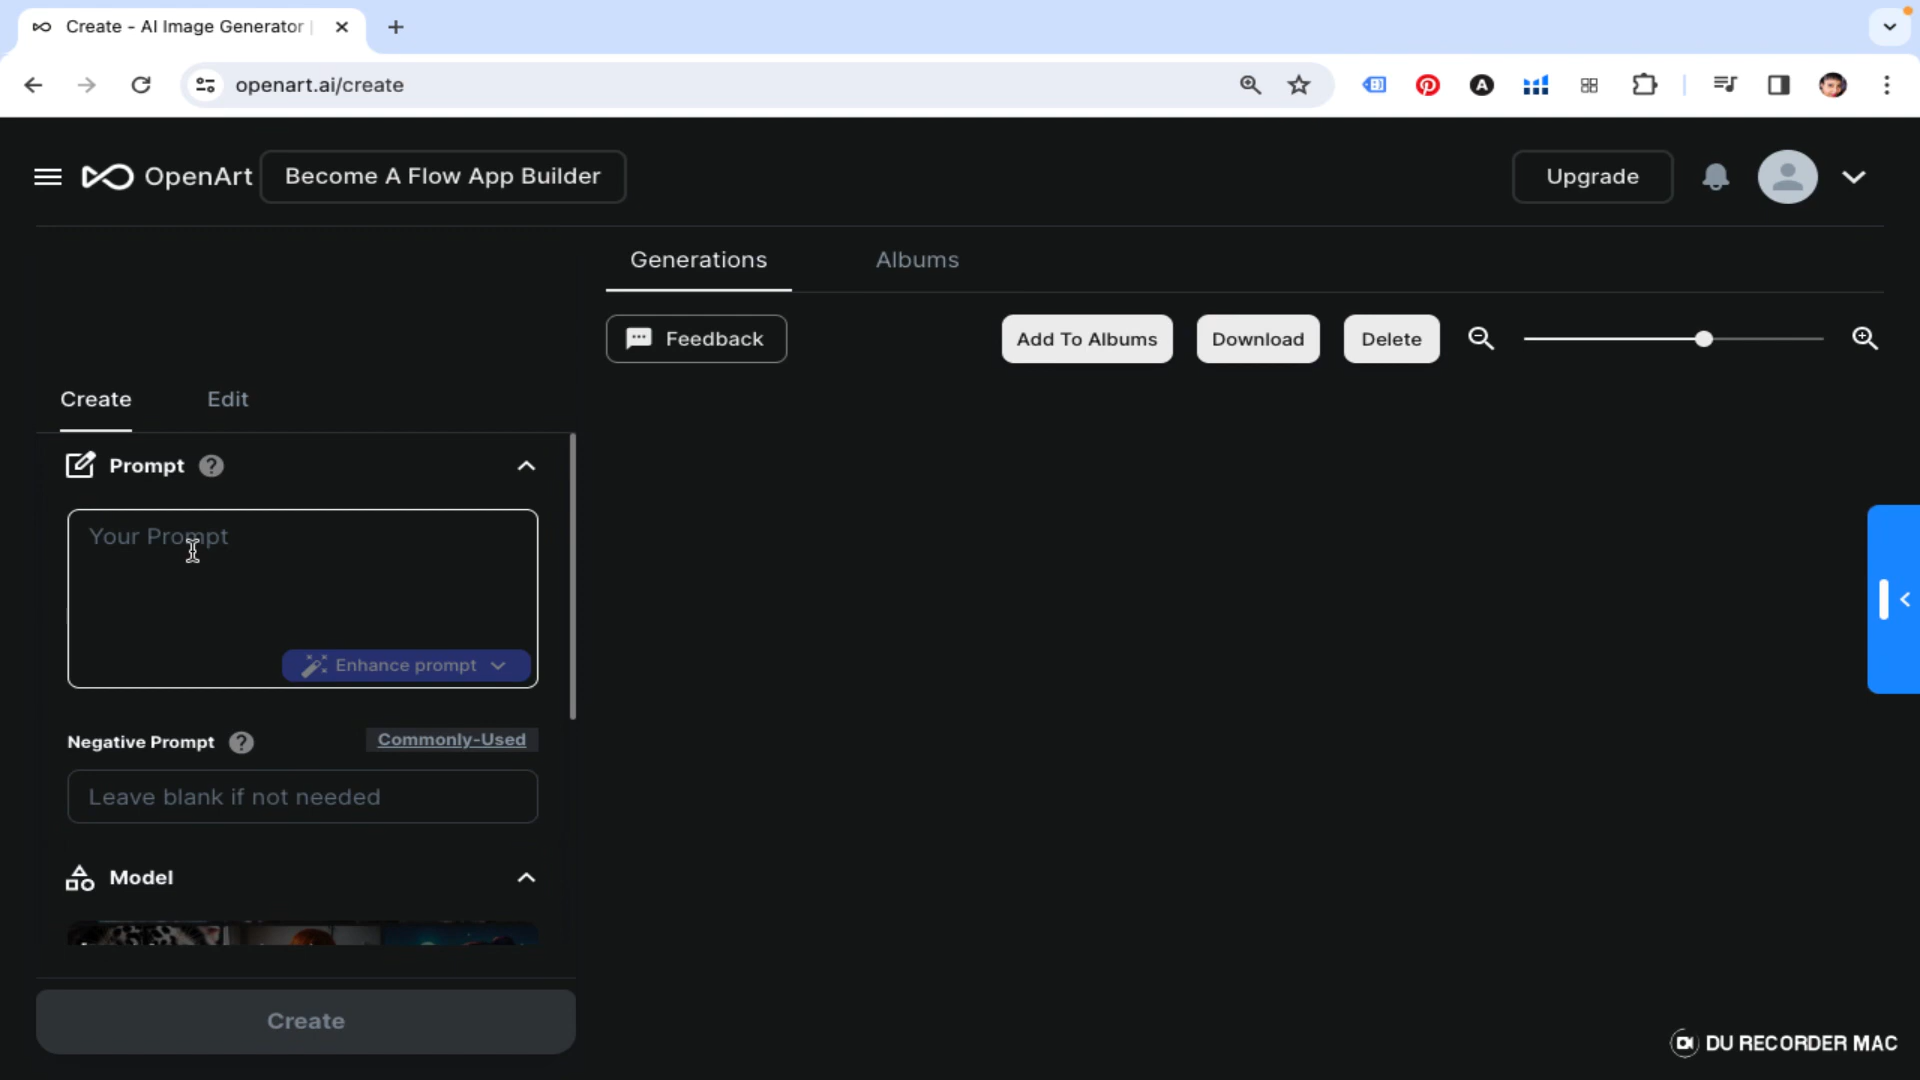 Create - AI Image Generator |
openart.ai/create
OpenArt
Become A Flow App Builder
Upgrade
Generations
Albums
Feedback
Add To Albums
Download
Delete
Create
Edit
Prompt
Your Prompt
Enhance prompt
Negative Prompt
Commonly-Used
Leave blank if not needed
Model
Create
DU RECORDER MAC